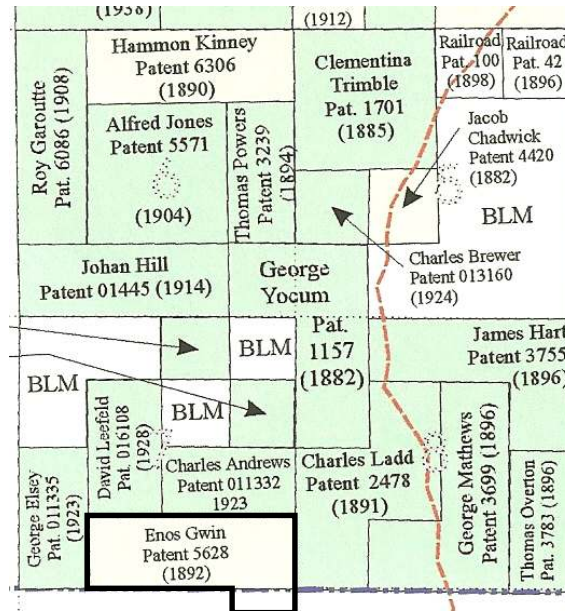 (1938)
(1912)
Hammon Kinney
Patent 6306
(1890)
Clementina
Trimble
Pat. 1701
(1885)
Railroad
Pat. 100
(1898)
Railroad
Pat. 42
(1896)
Roy Garoutte
Pat. 6086 (1908)
Alfred Jones
Patent 5571
(1904)
Thomas Powers
Patent 3239
(1894)
Jacob
Chadwick
Patent 4420
(1882)
BLM
Charles Brewer
Patent 013160
(1924)
Johan Hill
Patent 01445 (1914)
George
Yocum
Pat.
1157
(1882)
BLM
James Hart
Patent 3755
(1896)
BLM
BLM
David Leefeld
Pat. 016108
(1928)
George Elsey
Pat. 011335
(1923)
Charles Andrews
Patent 011332
1923
Charles Ladd
Patent 2478
(1891)
George Mathews
Patent 3699 (1896)
Thomas Overton
Pat. 3783 (1896)
Enos Gwin
Patent 5628
(1892)